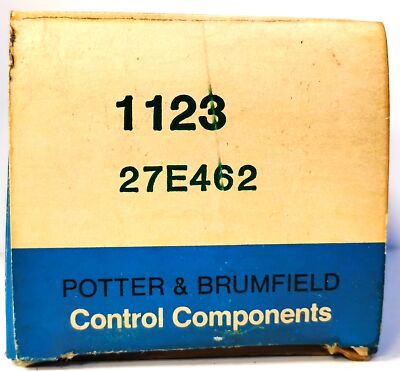 1123
27E462
POTTER & BRUMFIELD
Control Components